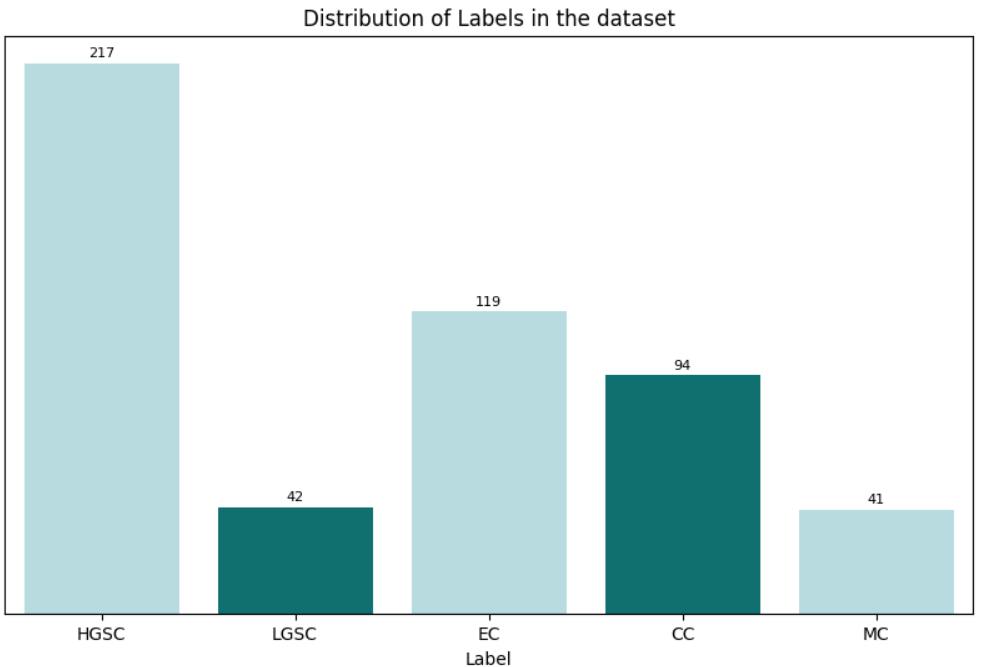 Distribution of Labels in the dataset
217
42
119
94
41
HGSC
LGSC
EC
CC
MC
Label